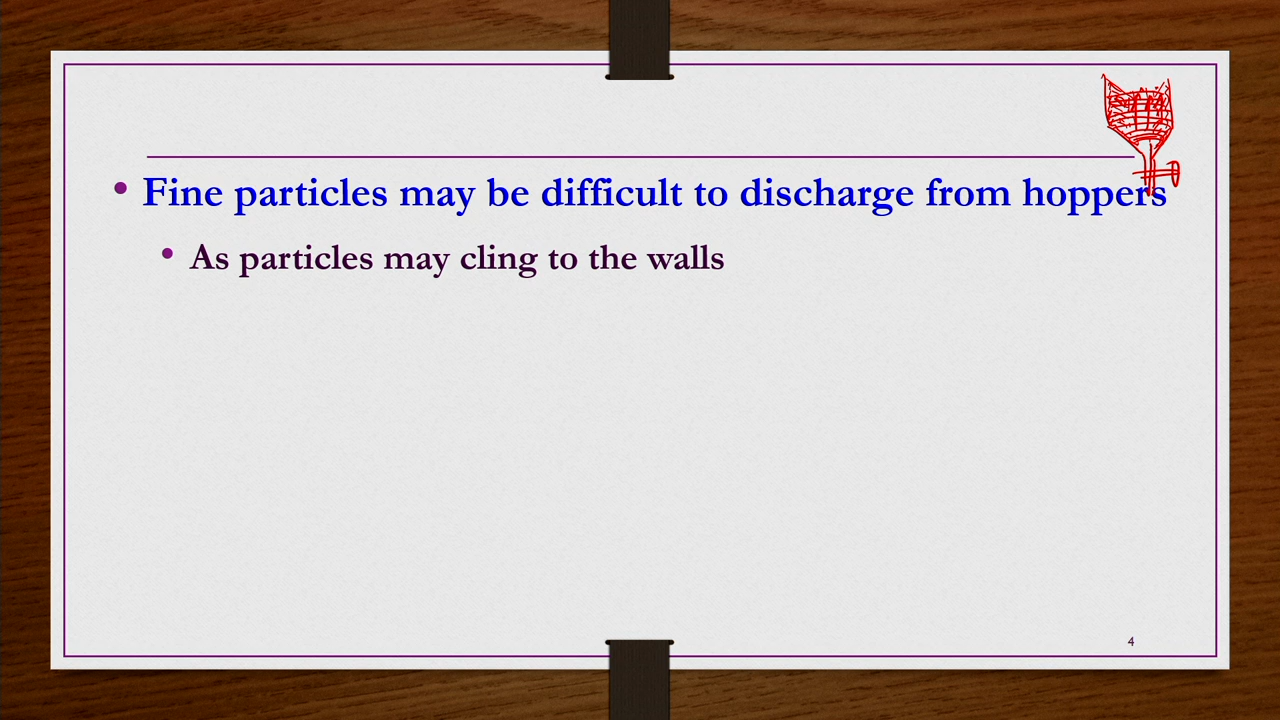 • Fine particles may be difficult to discharge from hoppers
• As particles may cling to the walls
4